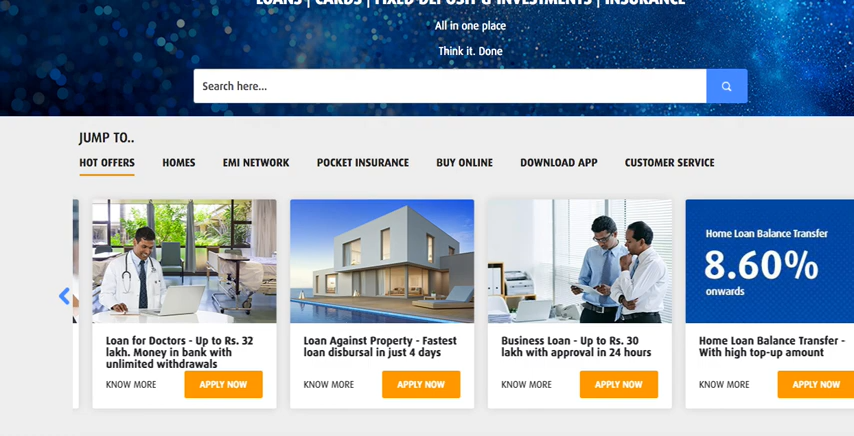 LOANS | CARDS | FIXED DEPOSIT & INVESTMENTS | INSURANCE
All in one place
Think it. Done
Search here...
JUMP TO..
HOT OFFERS HOMES EMI NETWORK POCKET INSURANCE BUY ONLINE DOWNLOAD APP CUSTOMER SERVICE
Home Loan Balance Transfer
8.60%
onwards
Loan for Doctors - Up to Rs. 32
lakh. Money in bank with
unlimited withdrawals
KNOW MORE APPLY NOW
Loan Against Property - Fastest
loan disbursal in just 4 days
KNOW MORE APPLY NOW
Business Loan - Up to Rs. 30
lakh with approval in 24 hours
KNOW MORE APPLY NOW
Home Loan Balance Transfer -
With high top-up amount
KNOW MORE APPLY NOW